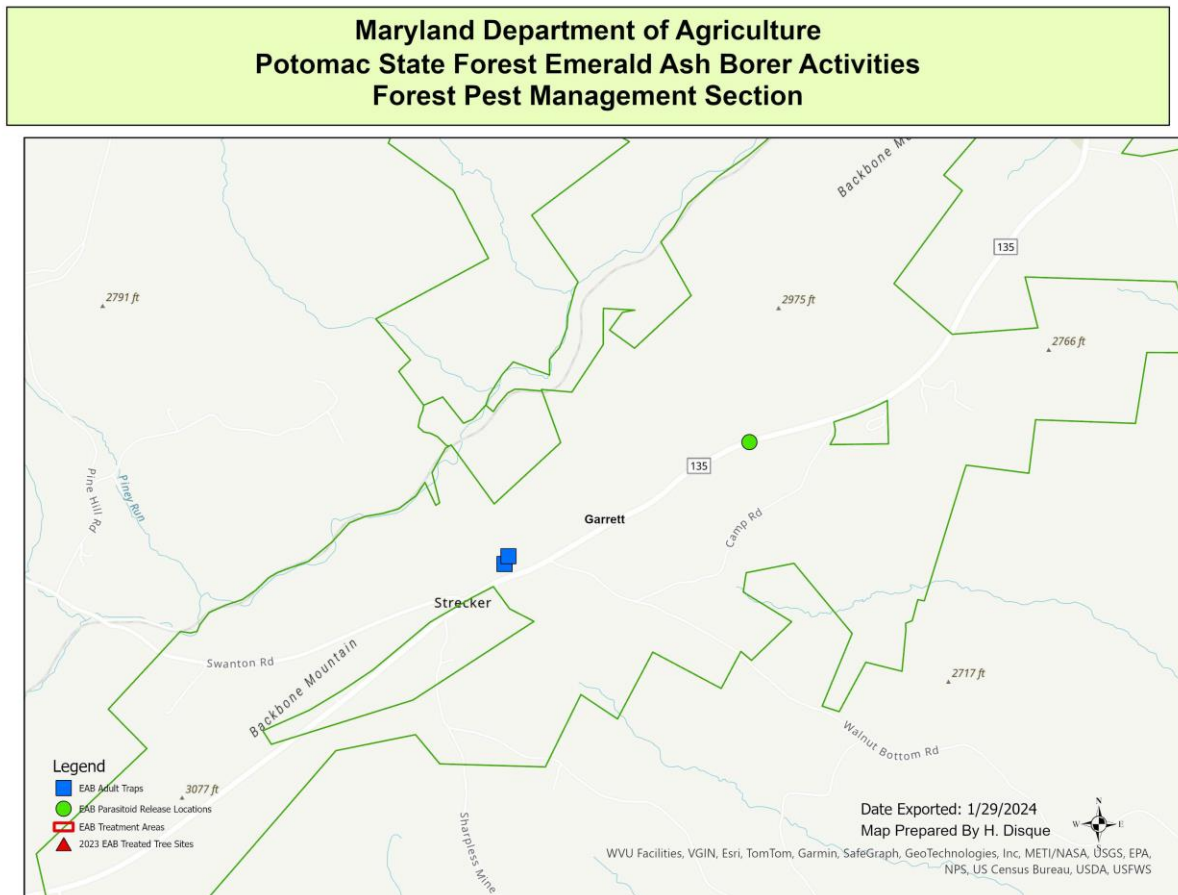 Maryland Department of Agriculture
Potomac State Forest Emerald Ash Borer Activities
Forest Pest Management Section
Backbone Mo
135
2791 ft
2975 ft
2766 ft
135
Pine Hill Rd
Piney Run
Garrett
Camp Rd
Strecker
Swanton Rd
Backbone Mountain
2717 ft
Walnut Bottom Rd
3077 ft
Sharpless Mine
Legend
EAB Adult Traps
EAB Parasitoid Release Locations
EAB Treatment Areas
2023 EAB Treated Tree Sites
Date Exported: 1/29/2024
Map Prepared By H. Disque
N
W
E
S
WVU Facilities, VGIN, Esri, TomTom, Garmin, SafeGraph, GeoTechnologies, Inc, METI/NASA, USGS, EPA,
NPS, US Census Bureau, USDA, USFWS